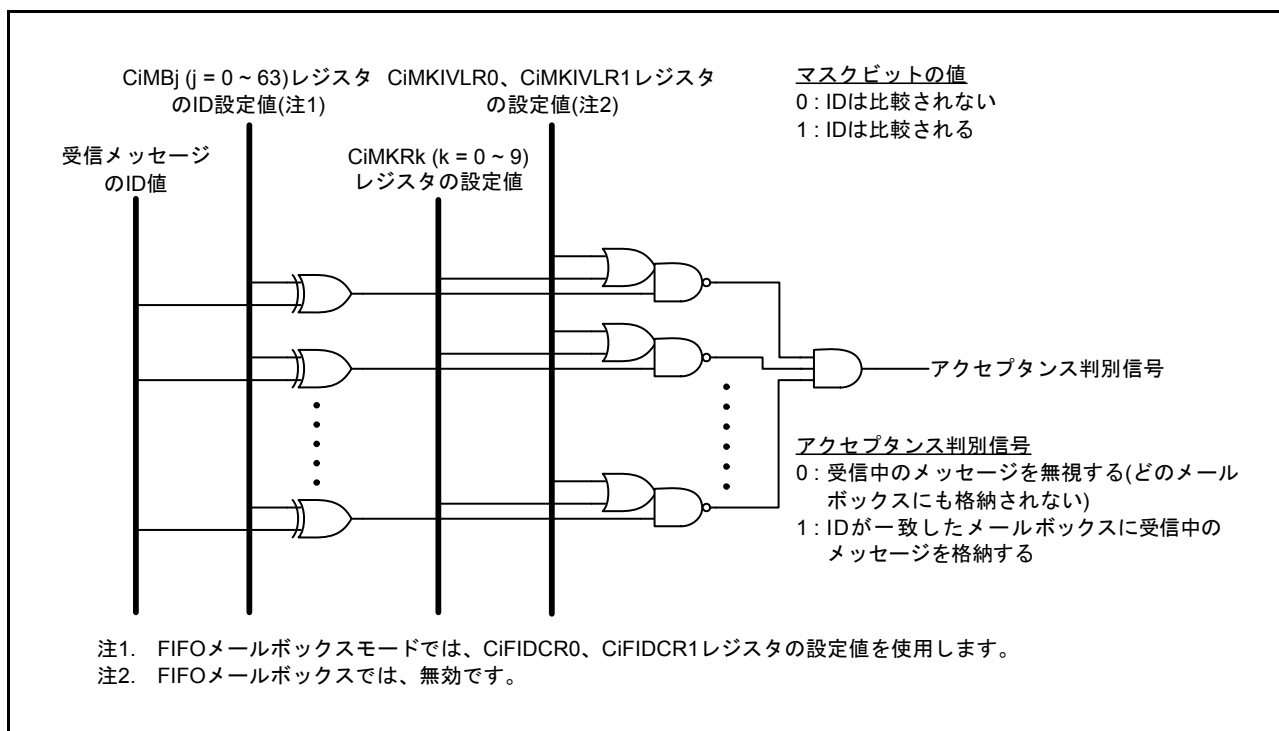 CiMBj (j = 0 ~ 63)レジスタ
のID設定値(注1)
CiMKIVLR0、CiMKIVLR1レジスタ
の設定値(注2)
マスクビットの値
0 : IDは比較されない
1 : IDは比較される
受信メッセージ
のID値
CiMKRk (k = 0 ~ 9)
レジスタの設定値
アクセプタンス判別信号
アクセプタンス判別信号
0 : 受信中のメッセージを無視する(どのメール
ボックスにも格納されない)
1 : IDが一致したメールボックスに受信中の
メッセージを格納する
注1. FIFOメールボックスモードでは、CiFIDCR0、CiFIDCR1レジスタの設定値を使用します。
注2. FIFOメールボックスでは、無効です。